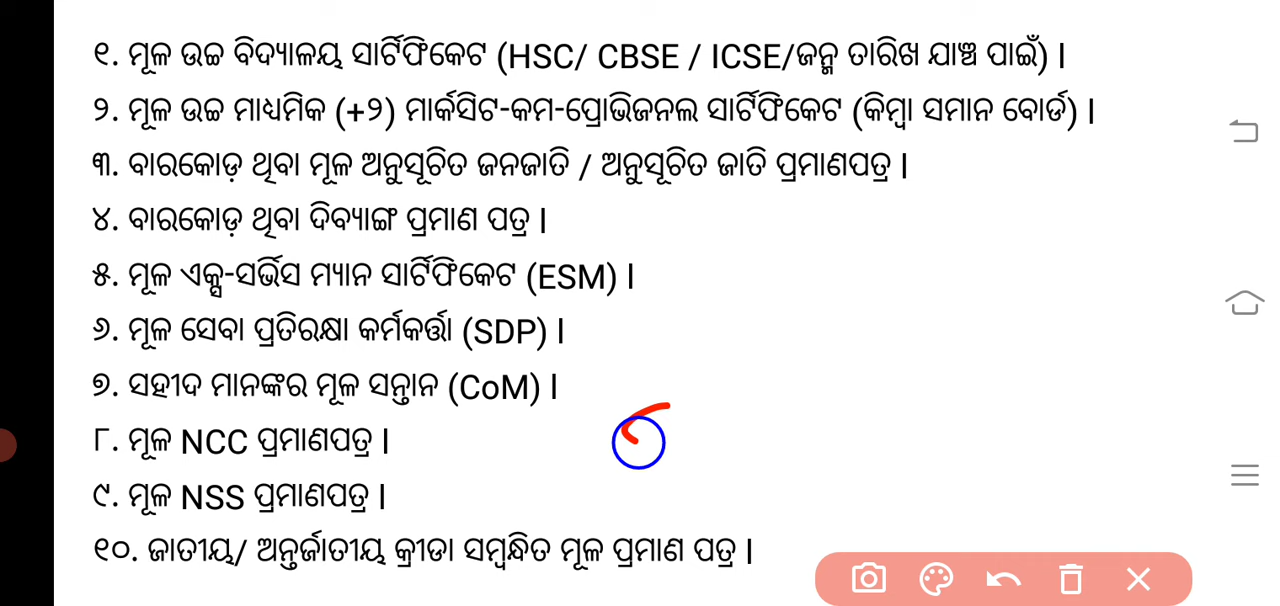 ୧. ମୂଳ ଉଚ୍ଚ ବିଦ୍ୟାଳୟ ସାର୍ଟିଫିକେଟ (HSC/ CBSE / ICSE/ଜନ୍ମ ତାରିଖ ଯାଞ୍ଚ ପାଇଁ) |
୨. ମୂଳ ଉଚ୍ଚ ମାଧ୍ୟମିକ (+୨) ମାର୍କସିଟ-କମ-ପ୍ରୋଭିଜନଲ ସାର୍ଟିଫିକେଟ (କିମ୍ବା ସମାନ ବୋର୍ଡ) |
୩. ବାରକୋଡ଼ ଥିବା ମୂଳ ଅନୁସୂଚିତ ଜନଜାତି / ଅନୁସୂଚିତ ଜାତି ପ୍ରମାଣପତ୍ର |
୪. ବାରକୋଡ଼ ଥିବା ଦିବ୍ୟାଙ୍ଗ ପ୍ରମାଣ ପତ୍ର |
୫. ମୂଳ ଏକ୍ସ-ସର୍ଭିସ ମ୍ୟାନ ସାର୍ଟିଫିକେଟ (ESM) |
୬. ମୂଳ ସେବା ପ୍ରତିରକ୍ଷା କର୍ମକର୍ତ୍ତା (SDP) |
୭. ସହୀଦ ମାନଙ୍କର ମୂଳ ସନ୍ତାନ (CoM) |
୮. ମୂଳ NCC ପ୍ରମାଣପତ୍ର |
୯. ମୂଳ NSS ପ୍ରମାଣପତ୍ର |
୧୦. ଜାତୀୟ/ ଅନ୍ତର୍ଜାତୀୟ କ୍ରୀଡା ସମ୍ବନ୍ଧିତ ମୂଳ ପ୍ରମାଣ ପତ୍ର |